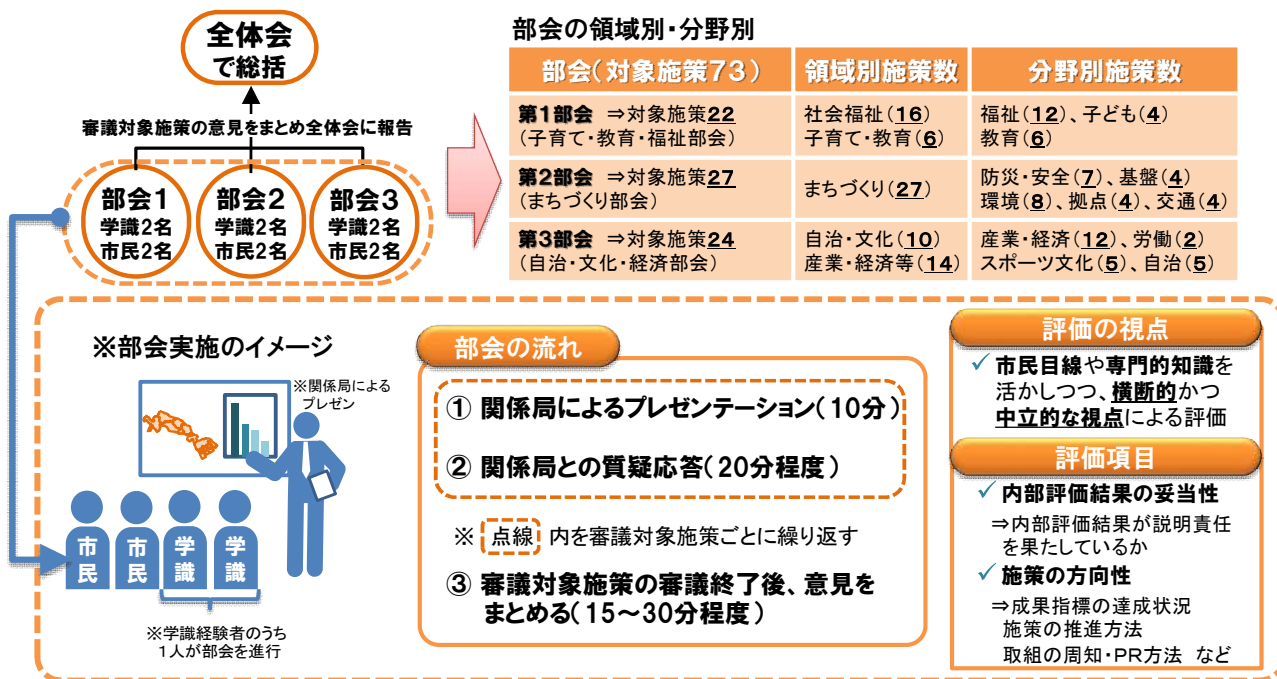 全体会
で総括
審議対象施策の意見をまとめ全体会に報告
部会1
学識2名
市民2名
部会2
学識2名
市民2名
部会3
学識2名
市民2名
部会の領域別・分野別
部会(対象施策73)
領域別施策数
分野別施策数
第1部会 ⇒対象施策22
(子育て・教育・福祉部会)
社会福祉(16)
子育て・教育(6)
福祉(12)、子ども(4)
教育(6)
第2部会 ⇒対象施策27
(まちづくり部会)
まちづくり(27)
防災・安全(7)、基盤(4)
環境(8)、拠点(4)、交通(4)
第3部会 ⇒対象施策24
(自治・文化・経済部会)
自治・文化(10)
産業・経済等(14)
産業・経済(12)、労働(2)
スポーツ文化(5)、自治(5)
※部会実施のイメージ
※関係局による
プレゼン
市民
市民
学識
学識
※学識経験者のうち
1人が部会を進行
部会の流れ
① 関係局によるプレゼンテーション(10分)
② 関係局との質疑応答(20分程度)
※ 点線 内を審議対象施策ごとに繰り返す
③ 審議対象施策の審議終了後、意見を
まとめる(15~30分程度)
評価の視点
✓ 市民目線や専門的知識を
活かしつつ、横断的かつ
中立的な視点による評価
評価項目
✓ 内部評価結果の妥当性
⇒内部評価結果が説明責任
を果たしているか
✓ 施策の方向性
⇒成果指標の達成状況
施策の推進方法
取組の周知・PR方法 など